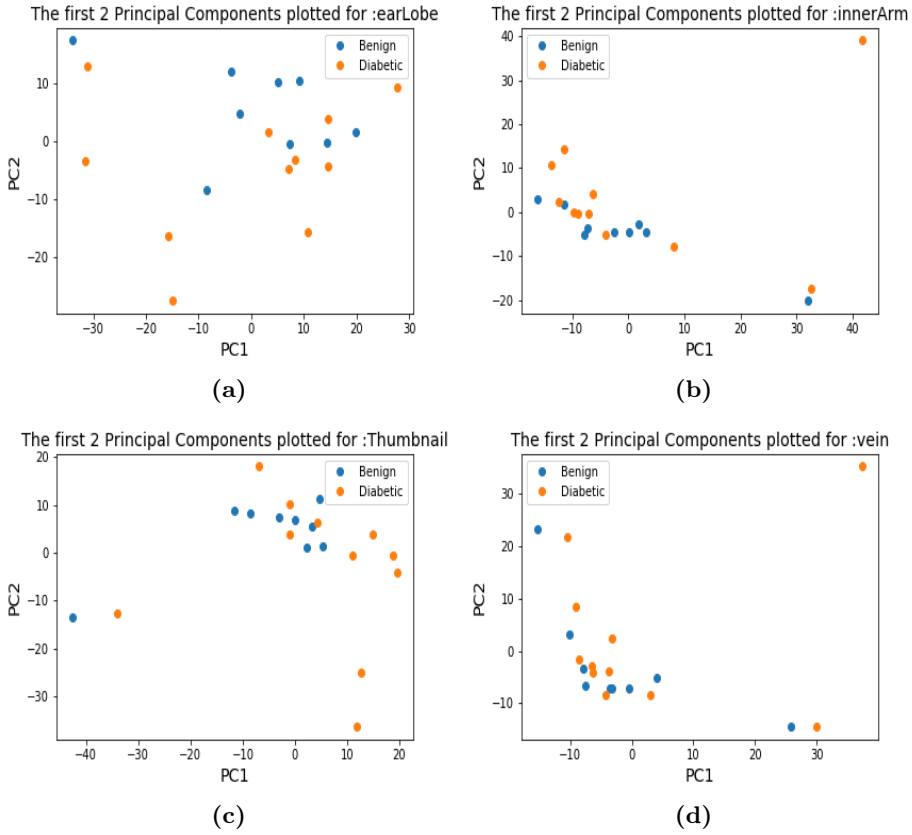 The first 2 Principal Components plotted for :earLobe
Benign
Diabetic
10
0
−10
−20
PC2
−30
−20
−10
0
10
20
30
PC1
(a)
The first 2 Principal Components plotted for :innerArm
Benign
Diabetic
40
30
20
10
0
−10
−20
PC2
−10
0
10
20
30
40
PC1
(b)
The first 2 Principal Components plotted for :Thumbnail
Benign
Diabetic
20
10
0
−10
−20
−30
PC2
−40
−30
−20
−10
0
10
20
PC1
(c)
The first 2 Principal Components plotted for :vein
Benign
Diabetic
30
20
10
0
−10
PC2
−10
0
10
20
30
PC1
(d)